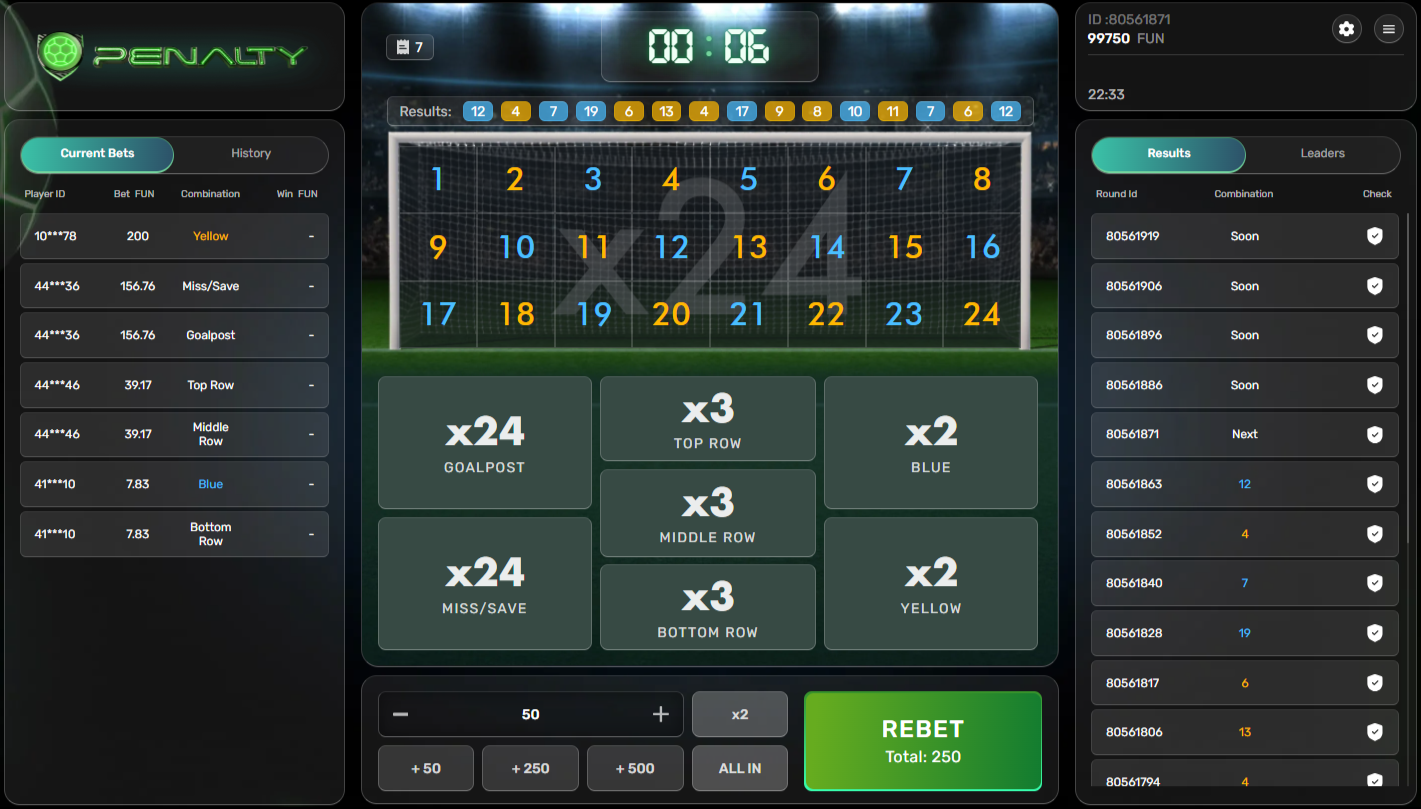 PENALTY
Current Bets
History
Player ID Bet FUN Combination Win FUN
10***78 200 Yellow -
44***36 156.76 Miss/Save -
44***36 156.76 Goalpost -
44***46 39.17 Top Row -
44***46 39.17 Middle Row -
41***10 7.83 Blue -
41***10 7.83 Bottom Row -
7
00:06
Results: 12 4 7 19 6 13 4 17 9 8 10 11 7 6 12
x24
1 2 3 4 5 6 7 8
9 10 11 12 13 14 15 16
17 18 19 20 21 22 23 24
x24
GOALPOST
x3
TOP ROW
x2
BLUE
x3
MIDDLE ROW
x24
MISS/SAVE
x3
BOTTOM ROW
x2
YELLOW
− 50 +
x2
+ 50
+ 250
+ 500
ALL IN
REBET
Total: 250
ID :80561871
99750 FUN
22:33
Results
Leaders
Round Id Combination Check
80561919 Soon
80561906 Soon
80561896 Soon
80561886 Soon
80561871 Next
80561863 12
80561852 4
80561840 7
80561828 19
80561817 6
80561806 13
80561794 4